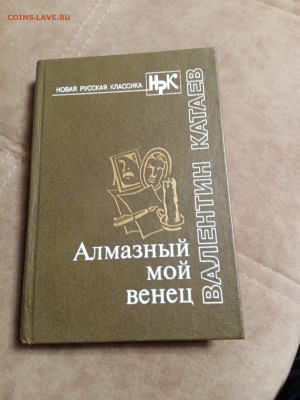 COINS.LAVE.RU
НОВАЯ РУССКАЯ КЛАССИКА
НРК
ВАЛЕНТИН КАТАЕВ
Алмазный
мой
венец